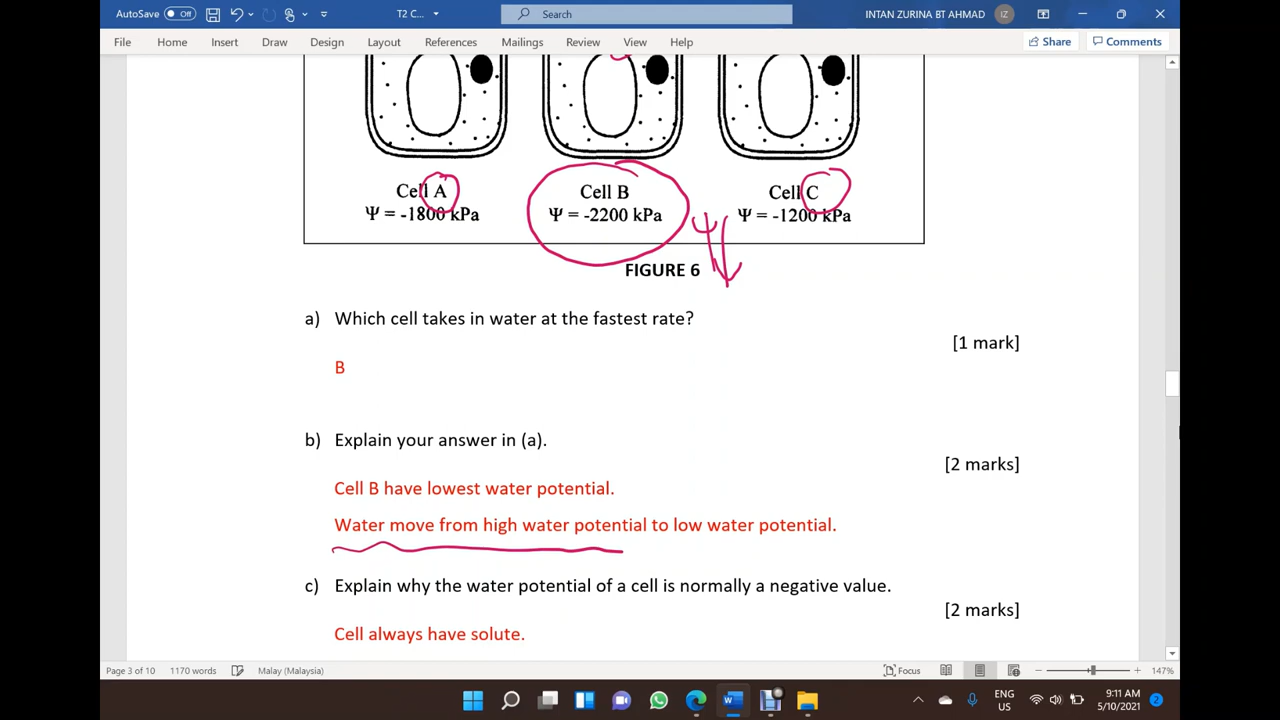 AutoSave Off T2 C... Search INTAN ZURINA BT AHMAD IZ
File Home Insert Draw Design Layout References Mailings Review View Help Share Comments
Cell A Cell B Cell C
Ψ = -1800 kPa Ψ = -2200 kPa Ψ = -1200 kPa
Ψ
FIGURE 6
a) Which cell takes in water at the fastest rate?
[1 mark]
B
b) Explain your answer in (a).
[2 marks]
Cell B have lowest water potential.
Water move from high water potential to low water potential.
c) Explain why the water potential of a cell is normally a negative value.
[2 marks]
Cell always have solute.
Page 3 of 10 1170 words Malay (Malaysia) Focus 147%
ENG
US
9:11 AM
5/10/2021
2